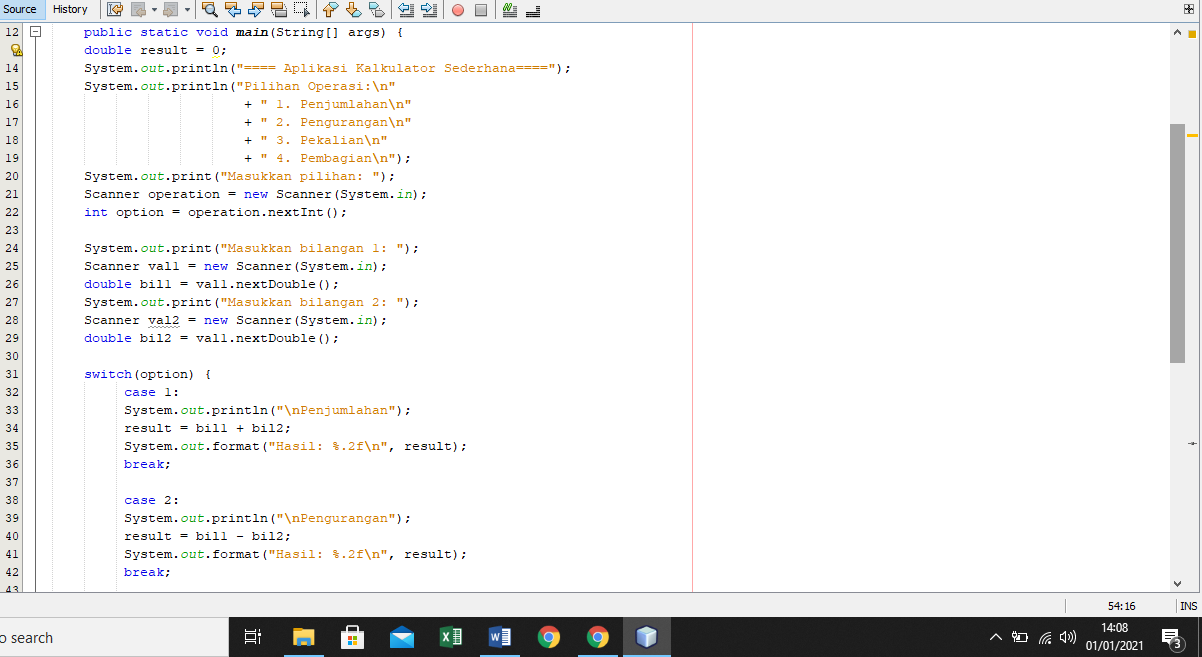 Source History
12 public static void main(String[] args) {
double result = 0;
14 System.out.println("==== Aplikasi Kalkulator Sederhana====");
15 System.out.println("Pilihan Operasi:\n"
16 + " 1. Penjumlahan\n"
17 + " 2. Pengurangan\n"
18 + " 3. Pekalian\n"
19 + " 4. Pembagian\n");
20 System.out.print("Masukkan pilihan: ");
21 Scanner operation = new Scanner(System.in);
22 int option = operation.nextInt();
23
24 System.out.print("Masukkan bilangan 1: ");
25 Scanner val1 = new Scanner(System.in);
26 double bil1 = val1.nextDouble();
27 System.out.print("Masukkan bilangan 2: ");
28 Scanner val2 = new Scanner(System.in);
29 double bil2 = val1.nextDouble();
30
31 switch(option) {
32 case 1:
33 System.out.println("\nPenjumlahan");
34 result = bil1 + bil2;
35 System.out.format("Hasil: %.2f\n", result);
36 break;
37
38 case 2:
39 System.out.println("\nPengurangan");
40 result = bil1 - bil2;
41 System.out.format("Hasil: %.2f\n", result);
42 break;
43
54:16 INS
o search
14:08
01/01/2021
3